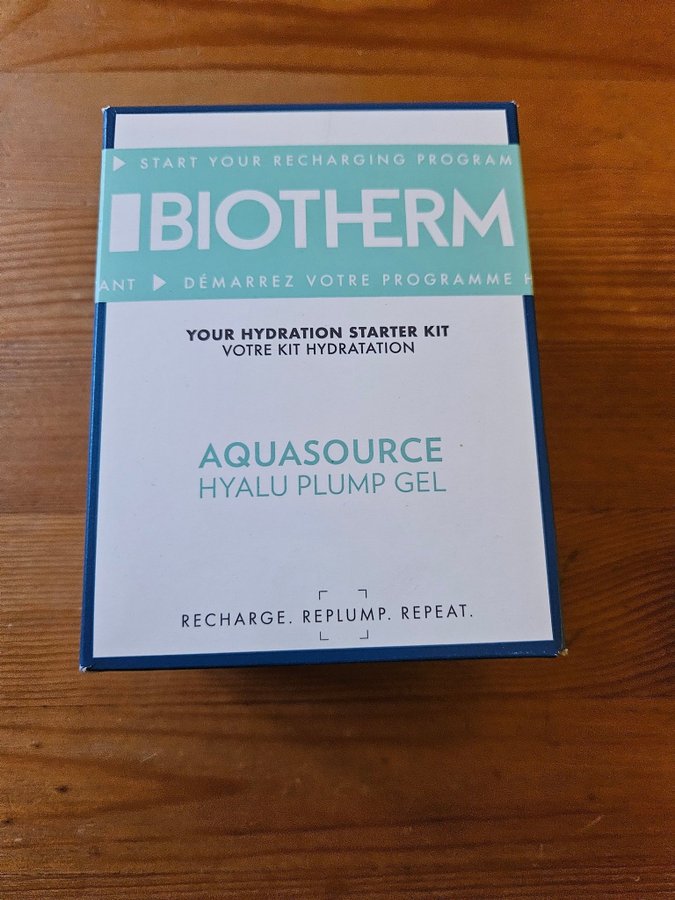 START YOUR RECHARGING PROGRAM
BIOTHERM
ANT DÉMARREZ VOTRE PROGRAMME H
YOUR HYDRATION STARTER KIT
VOTRE KIT HYDRATATION
AQUASOURCE
HYALU PLUMP GEL
RECHARGE. REPLUMP. REPEAT.